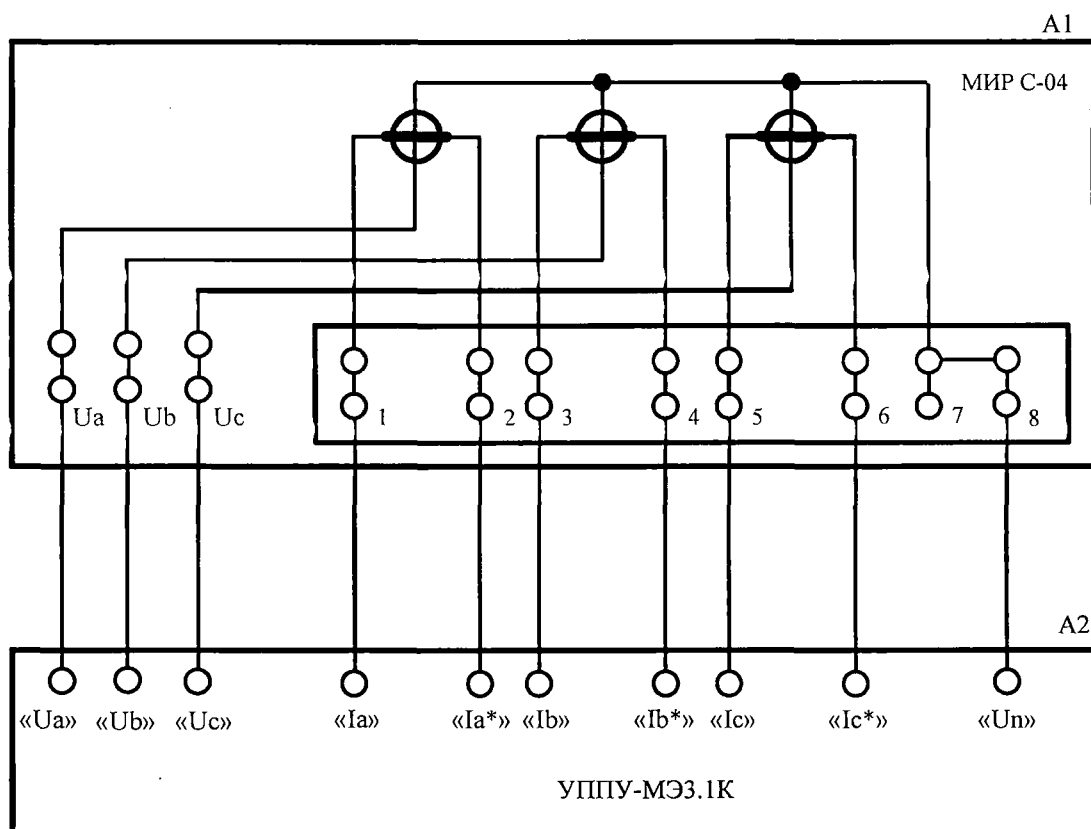 A1
МИР С-04
Ua Ub Uc 1 2 3 4 5 6 7 8
A2
«Ua» «Ub» «Uc» «Ia» «Ia*» «Ib» «Ib*» «Ic» «Ic*» «Un»
УППУ-МЭ3.1К